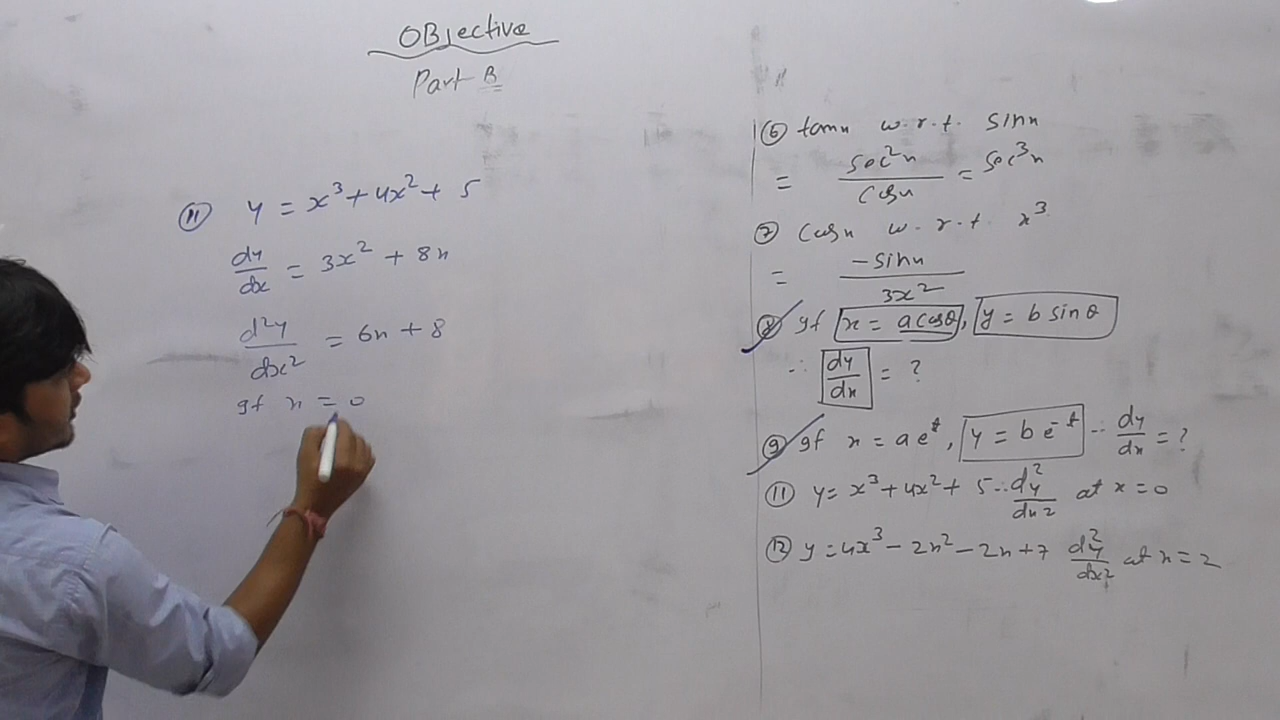 OBjective
Part B
⑪ y = x³ + 4x² + 5
dy/dx = 3x² + 8x
d²y/dx² = 6x + 8
If x = 0
⑥ tanx w.r.t. sinx
= sec²x/cosx = sec³x
⑦ cosx w.r.t. x³
= -sinx/3x²
⑧ If x = a cosθ, y = b sinθ
∴ dy/dx = ?
⑨ If x = ae^t, y = be^-t ∴ dy/dx = ?
⑪ y = x³ + 4x² + 5 ∴ d²y/dx² at x = 0
⑫ y = 4x³ - 2x² - 2x + 7 d²y/dx² at x = 2